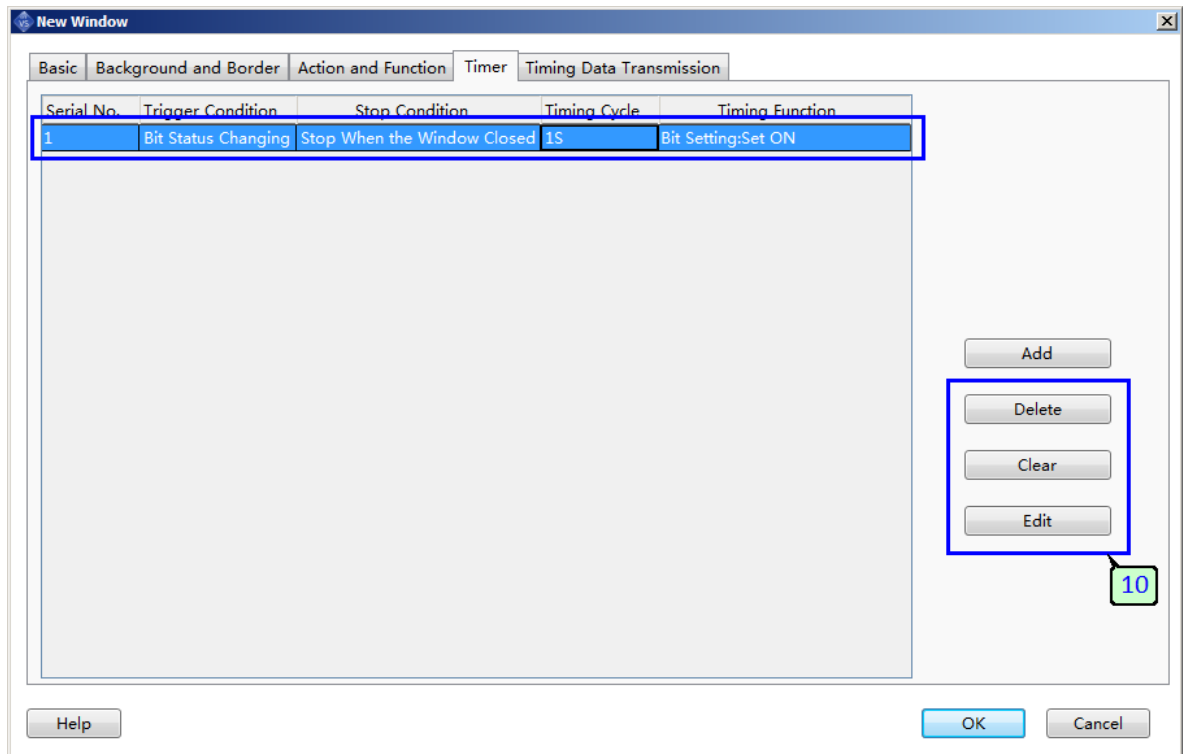 New Window
Basic Background and Border Action and Function Timer Timing Data Transmission
Serial No. Trigger Condition Stop Condition Timing Cycle Timing Function
1 Bit Status Changing Stop When the Window Closed 1S Bit Setting:Set ON
Add
Delete
Clear
Edit
10
Help OK Cancel